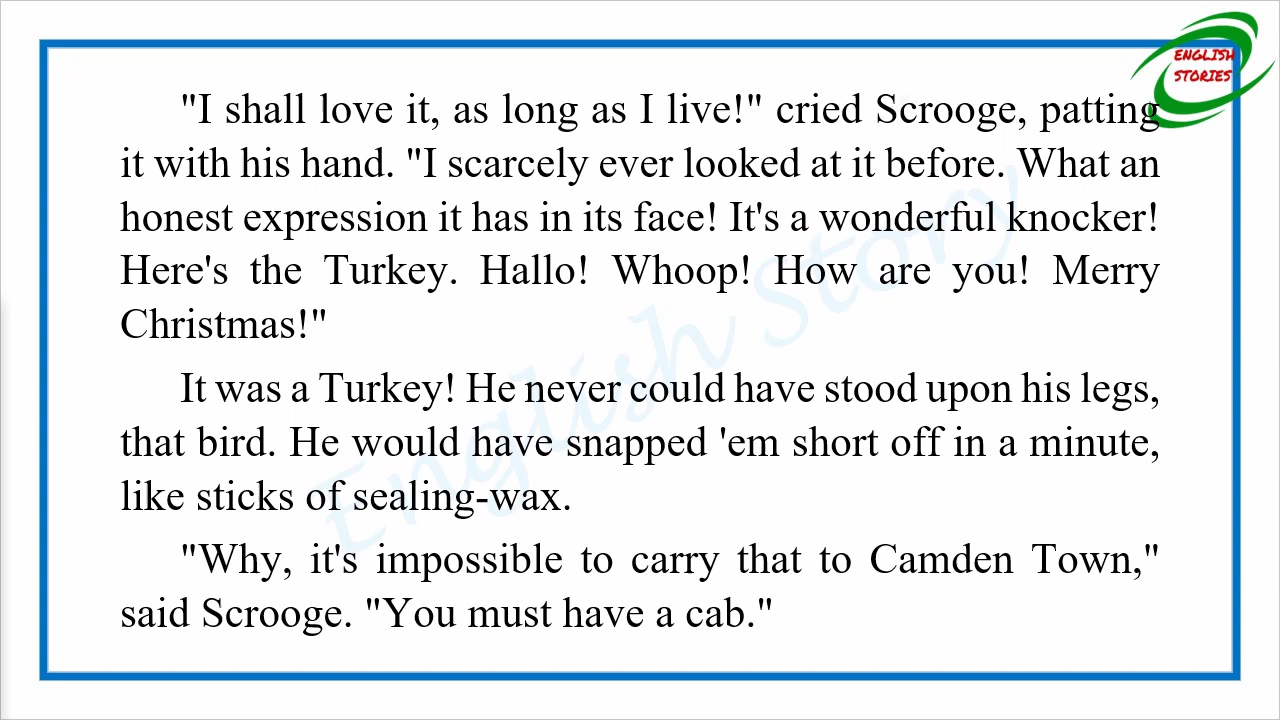 ENGLISH
STORIES
"I shall love it, as long as I live!" cried Scrooge, patting
it with his hand. "I scarcely ever looked at it before. What an
honest expression it has in its face! It's a wonderful knocker!
Here's the Turkey. Hallo! Whoop! How are you! Merry
Christmas!"
It was a Turkey! He never could have stood upon his legs,
that bird. He would have snapped 'em short off in a minute,
like sticks of sealing-wax.
"Why, it's impossible to carry that to Camden Town,"
said Scrooge. "You must have a cab."
English Story